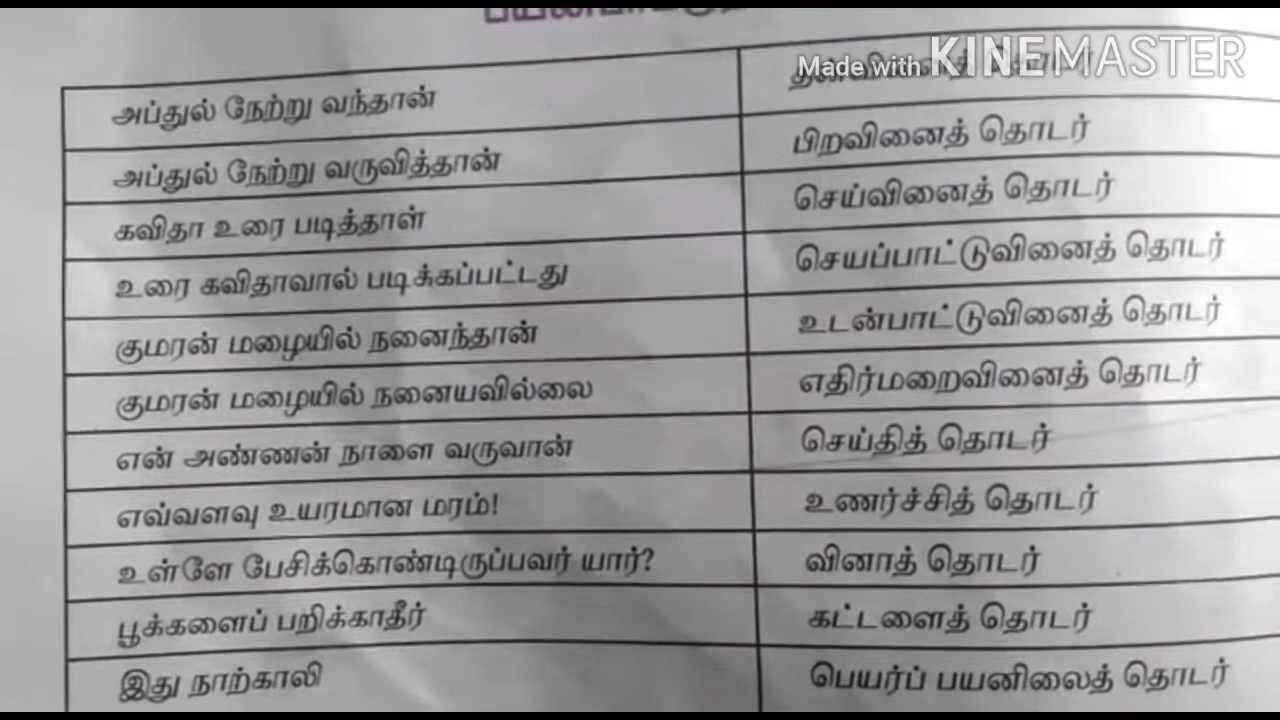 Made with KINEMASTER
அப்துல் நேற்று வந்தான்
அப்துல் நேற்று வருவித்தான் பிறவினைத் தொடர்
கவிதா உரை படித்தாள் செய்வினைத் தொடர்
உரை கவிதாவால் படிக்கப்பட்டது செயப்பாட்டுவினைத் தொடர்
குமரன் மழையில் நனைந்தான் உடன்பாட்டுவினைத் தொடர்
குமரன் மழையில் நனையவில்லை எதிர்மறைவினைத் தொடர்
என் அண்ணன் நாளை வருவான் செய்தித் தொடர்
எவ்வளவு உயரமான மரம்! உணர்ச்சித் தொடர்
உள்ளே பேசிக்கொண்டிருப்பவர் யார்? வினாத் தொடர்
பூக்களைப் பறிக்காதீர் கட்டளைத் தொடர்
இது நாற்காலி பெயர்ப் பயனிலைத் தொடர்